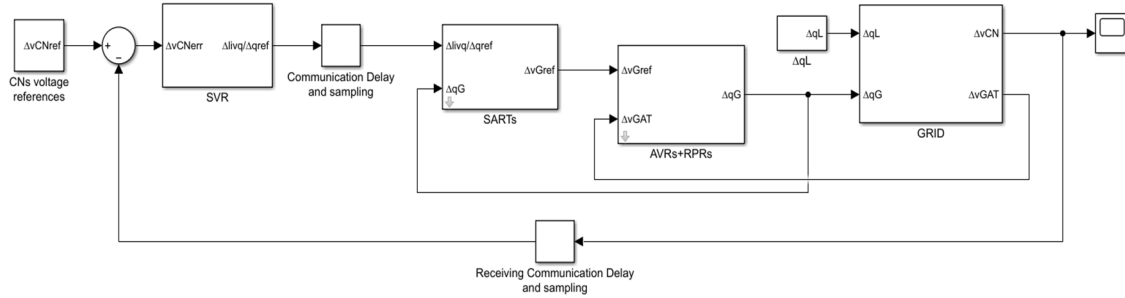 ΔvCNref
CNs voltage
references
+
−
ΔvCNerr
Δlivq/Δqref
SVR
Communication Delay
and sampling
Δlivq/Δqref
ΔqG
ΔvGref
SARTs
ΔvGref
ΔvGAT
ΔqG
AVRs+RPRs
ΔqL
ΔqL
ΔqL
ΔqG
ΔvCN
ΔvGAT
GRID
Receiving Communication Delay
and sampling